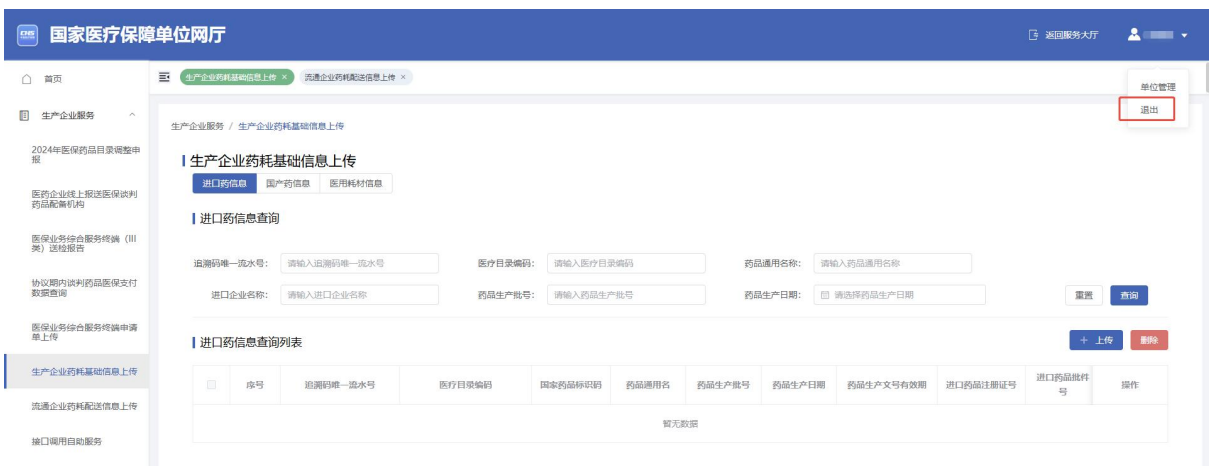 CHS
国家医疗保障单位网厅
返回服务大厅
首页
生产企业药耗基础信息上传 ×
流通企业药耗配送信息上传 ×
单位管理
退出
生产企业服务
2024年医保药品目录调整申
报
医药企业线上报送医保谈判
药品配备机构
医保业务综合服务终端（III
类）送检报告
协议期内谈判药品医保支付
数据查询
医保业务综合服务终端申请
单上传
生产企业药耗基础信息上传
流通企业药耗配送信息上传
接口调用自助服务
生产企业服务 / 生产企业药耗基础信息上传
生产企业药耗基础信息上传
进口药信息 国产药信息 医用耗材信息
进口药信息查询
追溯码唯一流水号： 请输入追溯码唯一流水号 医疗目录编码： 请输入医疗目录编码 药品通用名称： 请输入药品通用名称
进口企业名称： 请输入进口企业名称 药品生产批号： 请输入药品生产批号 药品生产日期： 请选择药品生产日期 重置 查询
进口药信息查询列表 + 上传 删除
序号 追溯码唯一流水号 医疗目录编码 国家药品标识码 药品通用名 药品生产批号 药品生产日期 药品生产文号有效期 进口药品注册证号 进口药品批件
号 操作
暂无数据